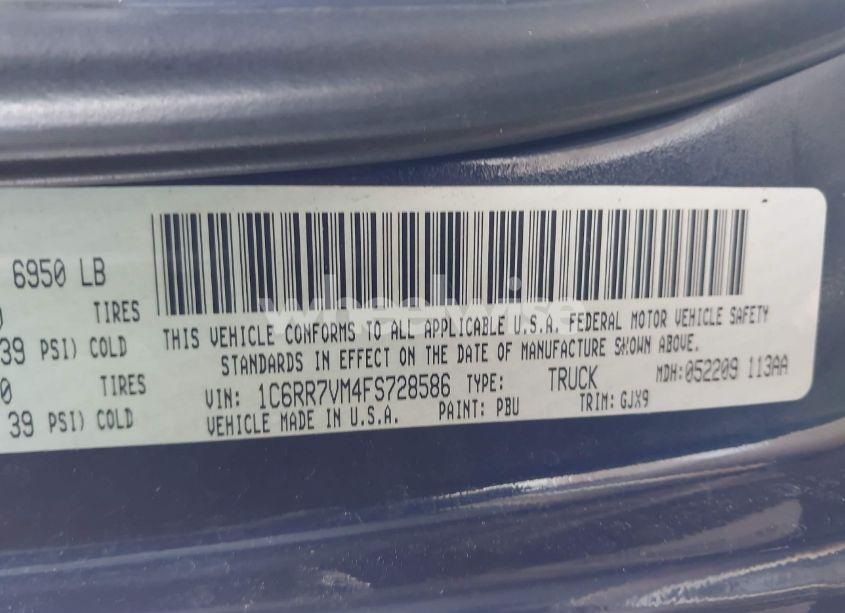 6950 LB
TIRES
39 PSI) COLD
TIRES
39 PSI) COLD
THIS VEHICLE CONFORMS TO ALL APPLICABLE U.S.A. FEDERAL MOTOR VEHICLE SAFETY
STANDARDS IN EFFECT ON THE DATE OF MANUFACTURE SHOWN ABOVE.
VIN: 1C6RR7VM4FS728586 TYPE: TRUCK MDH:052209 113AA
VEHICLE MADE IN U.S.A. PAINT: PBU TRIM: GJX9
wheelwise